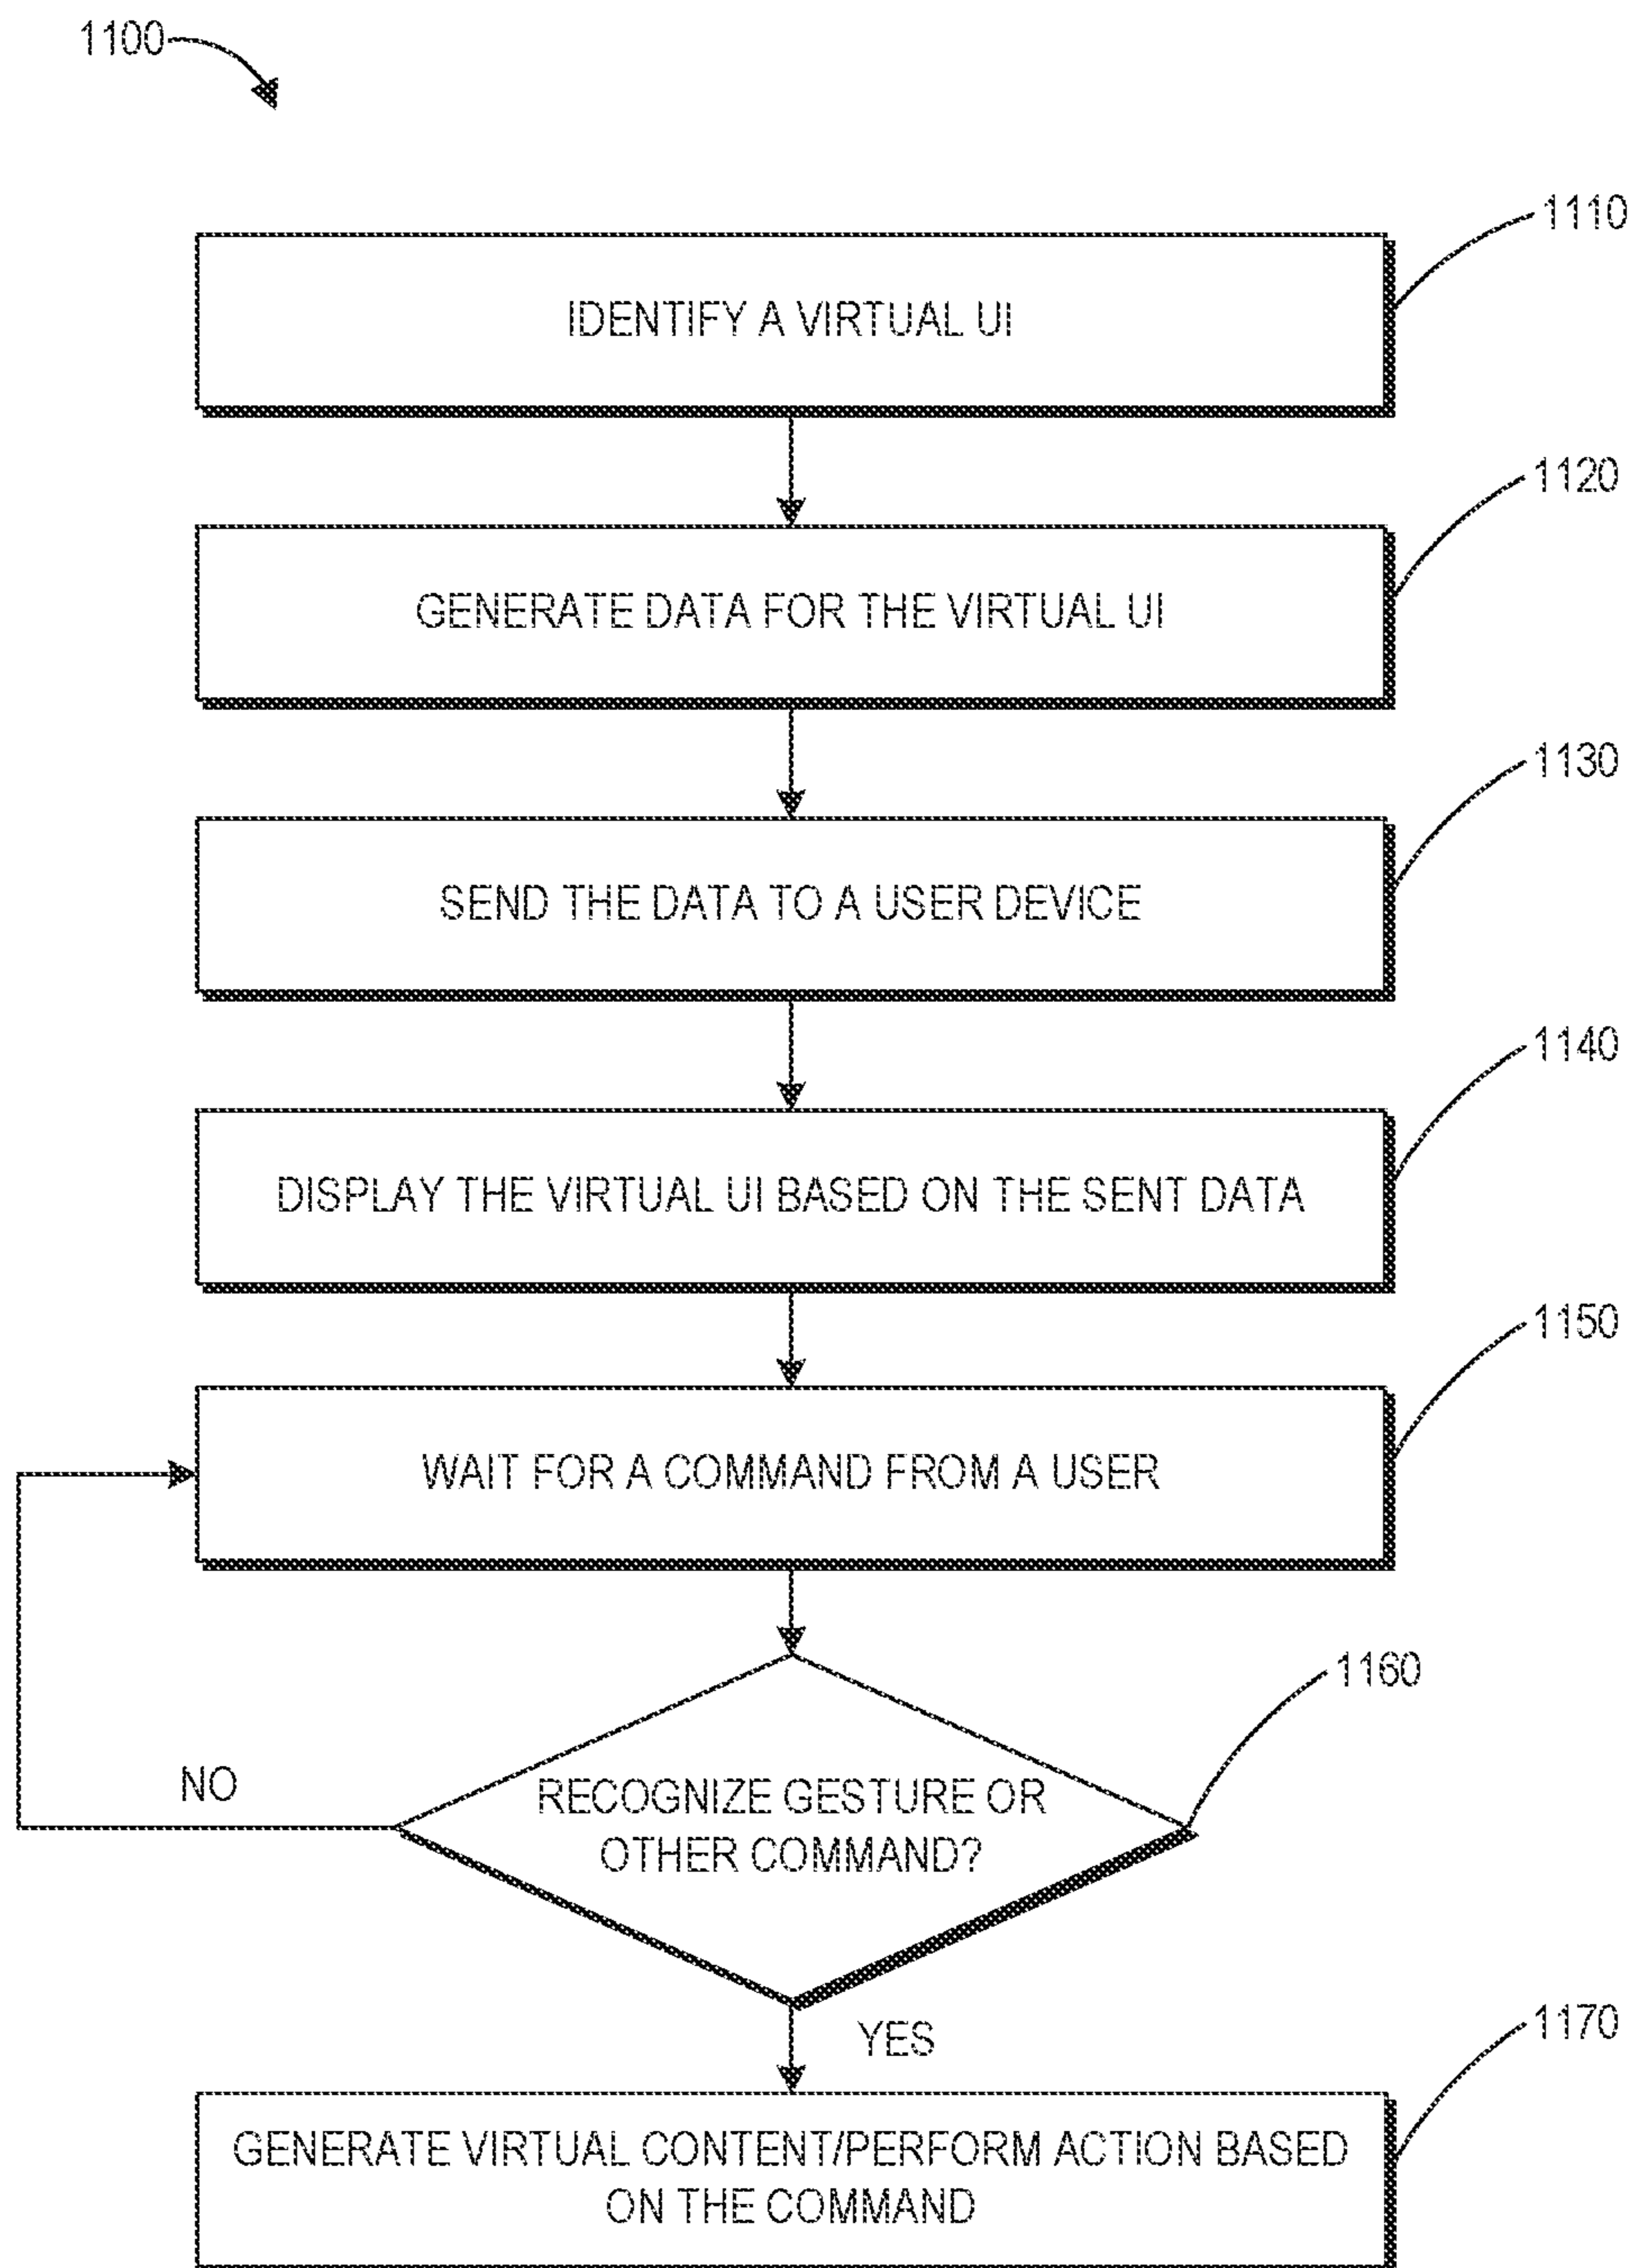 1100
1110
IDENTIFY A VIRTUAL UI
1120
GENERATE DATA FOR THE VIRTUAL UI
1130
SEND THE DATA TO A USER DEVICE
1140
DISPLAY THE VIRTUAL UI BASED ON THE SENT DATA
1150
WAIT FOR A COMMAND FROM A USER
1160
NO
RECOGNIZE GESTURE OR
OTHER COMMAND?
YES
1170
GENERATE VIRTUAL CONTENT/PERFORM ACTION BASED
ON THE COMMAND